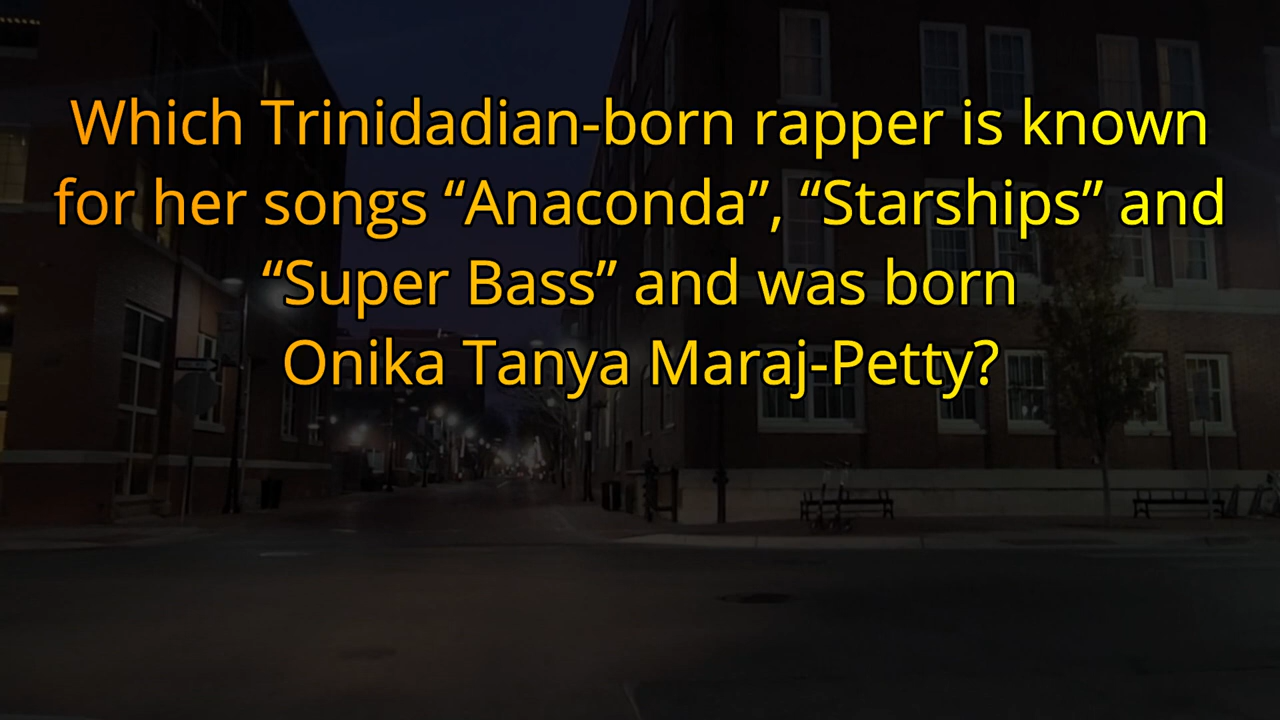 Which Trinidadian-born rapper is known
for her songs “Anaconda”, “Starships” and
“Super Bass” and was born
Onika Tanya Maraj-Petty?